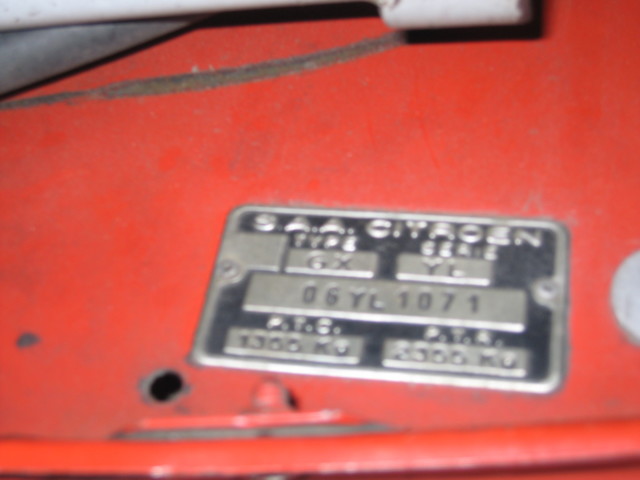 S.A.A. CITROEN
TYPE SERIE
GX YL
06YL1071
P.T.C. P.T.R.
1300 KG 2300 KG